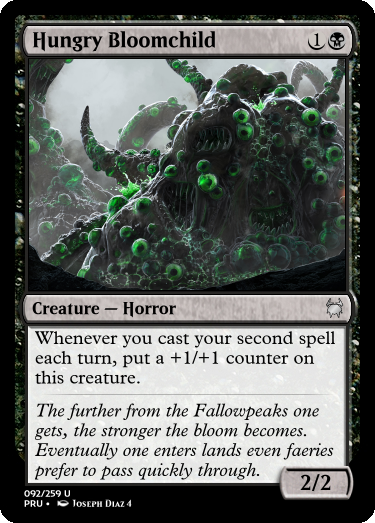 Hungry Bloomchild 1
Creature — Horror
Whenever you cast your second spell
each turn, put a +1/+1 counter on
this creature.
The further from the Fallowpeaks one
gets, the stronger the bloom becomes.
Eventually one enters lands even faeries
prefer to pass quickly through.
2/2
092/259 U
PRU • Joseph Diaz 4